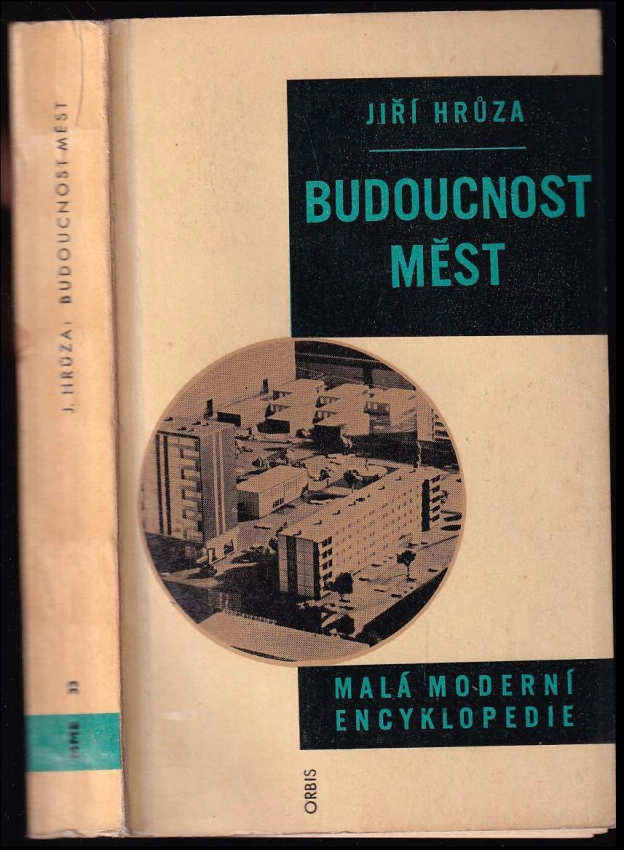 J. HRŮZA: BUDOUCNOST MĚST
MME 33
JIŘÍ HRŮZA
BUDOUCNOST
MĚST
MALÁ MODERNÍ
ENCYKLOPEDIE
ORBIS